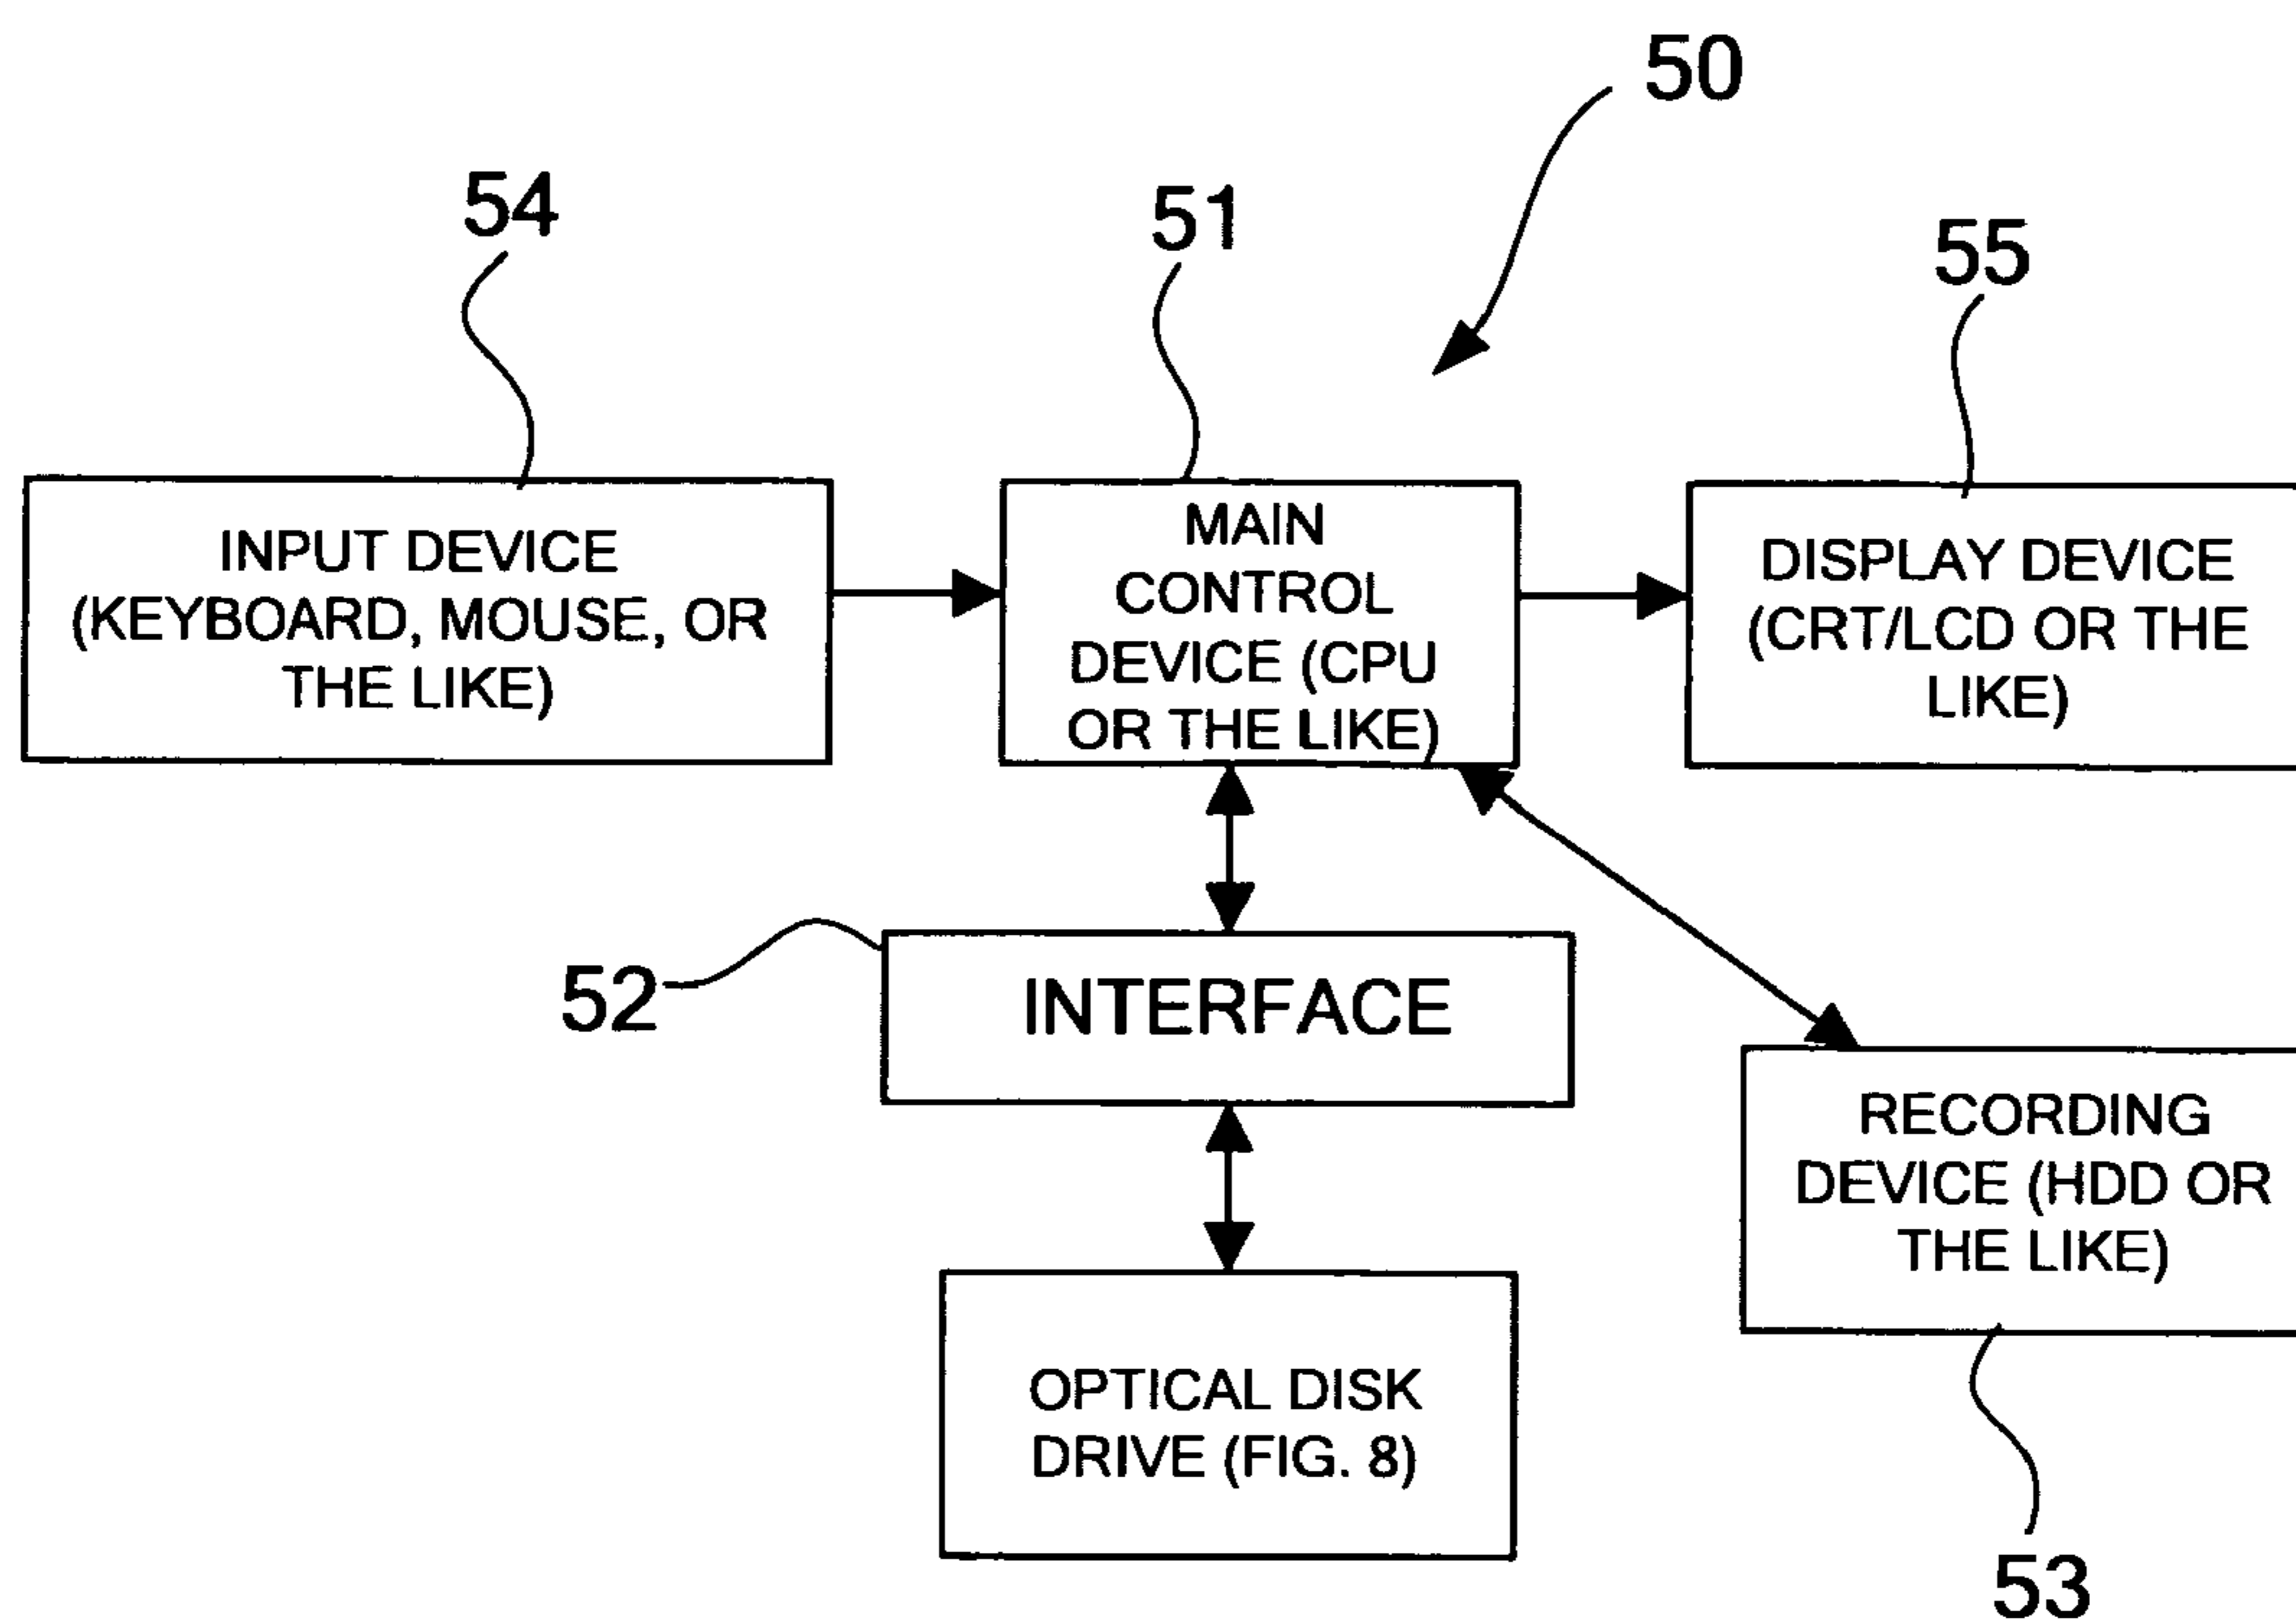 50
54
51
55
INPUT DEVICE
(KEYBOARD, MOUSE, OR
THE LIKE)
MAIN
CONTROL
DEVICE (CPU
OR THE LIKE)
DISPLAY DEVICE
(CRT/LCD OR THE
LIKE)
52
INTERFACE
RECORDING
DEVICE (HDD OR
THE LIKE)
OPTICAL DISK
DRIVE (FIG. 8)
53